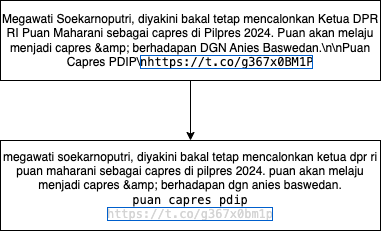 Megawati Soekarnoputri, diyakini bakal tetap mencalonkan Ketua DPR
RI Puan Maharani sebagai capres di Pilpres 2024. Puan akan melaju
menjadi capres &amp; berhadapan DGN Anies Baswedan.\n\nPuan
Capres PDIP\nhttps://t.co/g367x0BM1P
megawati soekarnoputri, diyakini bakal tetap mencalonkan ketua dpr ri
puan maharani sebagai capres di pilpres 2024. puan akan melaju
menjadi capres &amp; berhadapan dgn anies baswedan.
puan capres pdip
https://t.co/g367x0bm1p